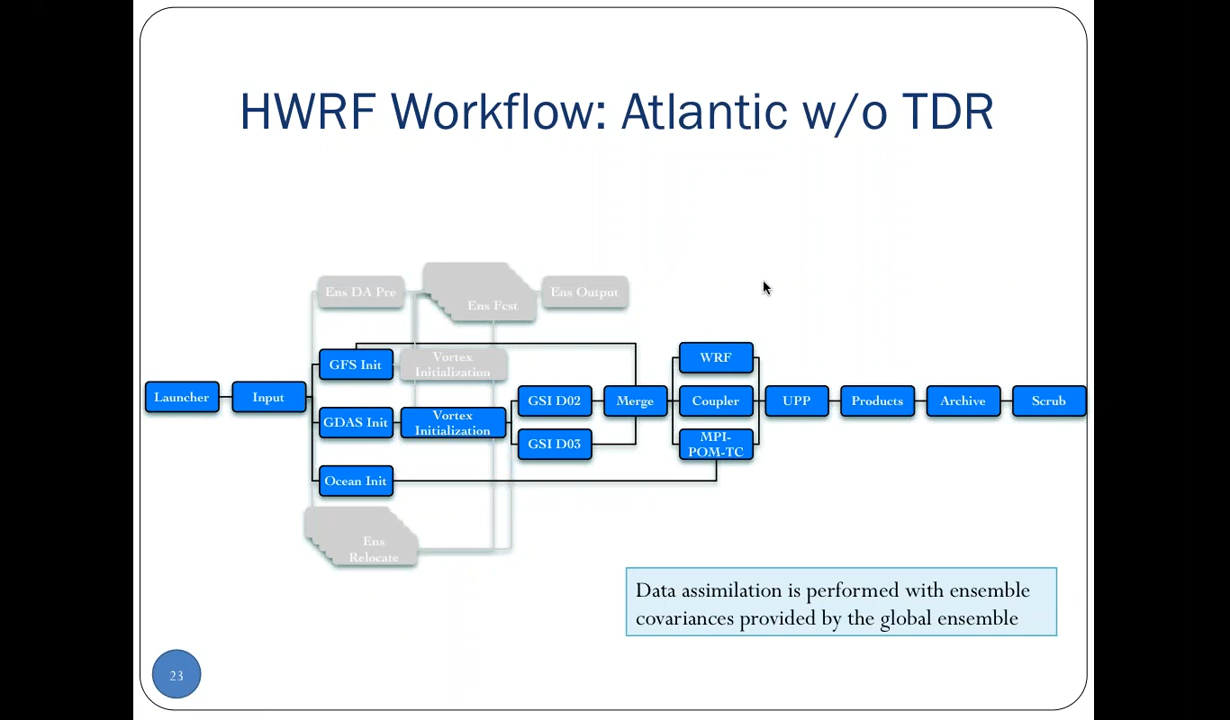 HWRF Workflow: Atlantic w/o TDR
Ens DA Pre
Ens Fcst
Ens Output
GFS Init
Vortex
Initialization
WRF
Launcher
Input
GDAS Init
Vortex
Initialization
GSI D02
GSI D03
Merge
Coupler
MPI-
POM-TC
UPP
Products
Archive
Scrub
Ocean Init
Ens
Relocate
Data assimilation is performed with ensemble
covariances provided by the global ensemble
23